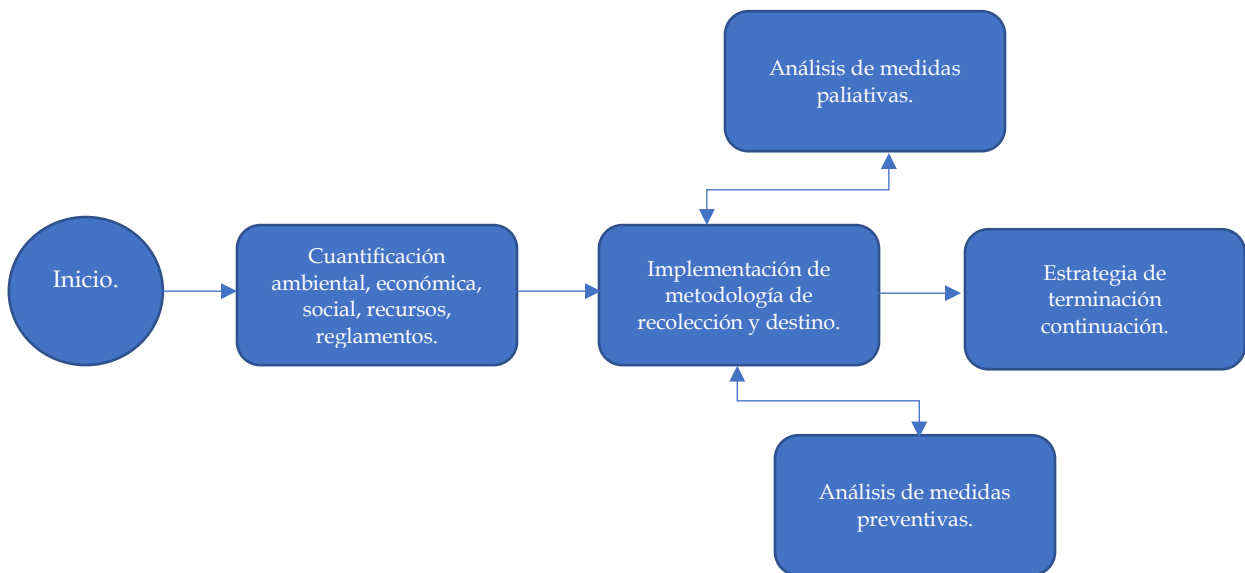 Análisis de medidas
paliativas.
Inicio.
Cuantificación
ambiental, económica,
social, recursos,
reglamentos.
Implementación de
metodología de
recolección y destino.
Estrategia de
terminación
continuación.
Análisis de medidas
preventivas.